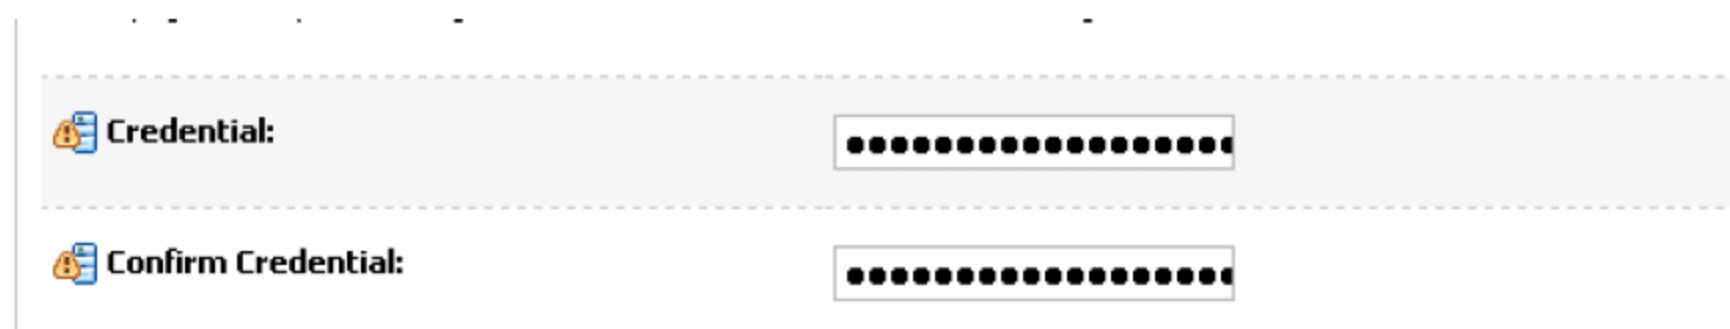 Credential: ••••••••••••••••••
Confirm Credential: ••••••••••••••••••